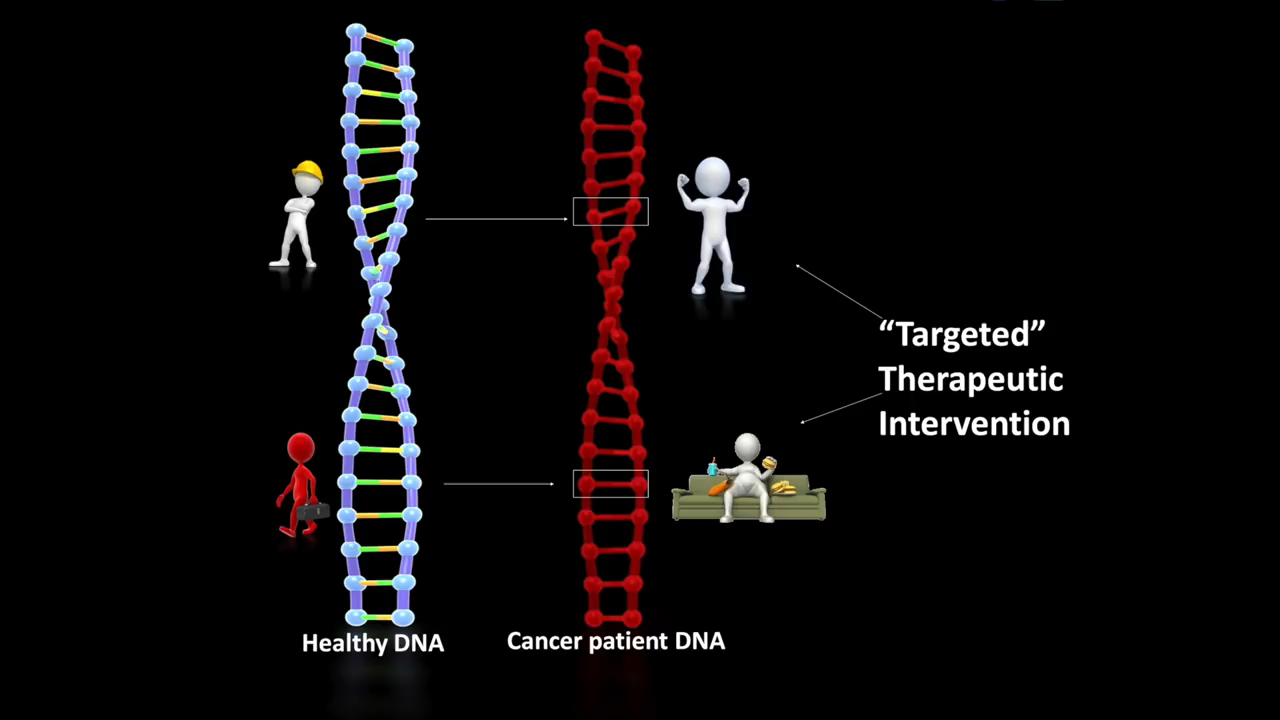 “Targeted”
Therapeutic
Intervention
Healthy DNA
Cancer patient DNA